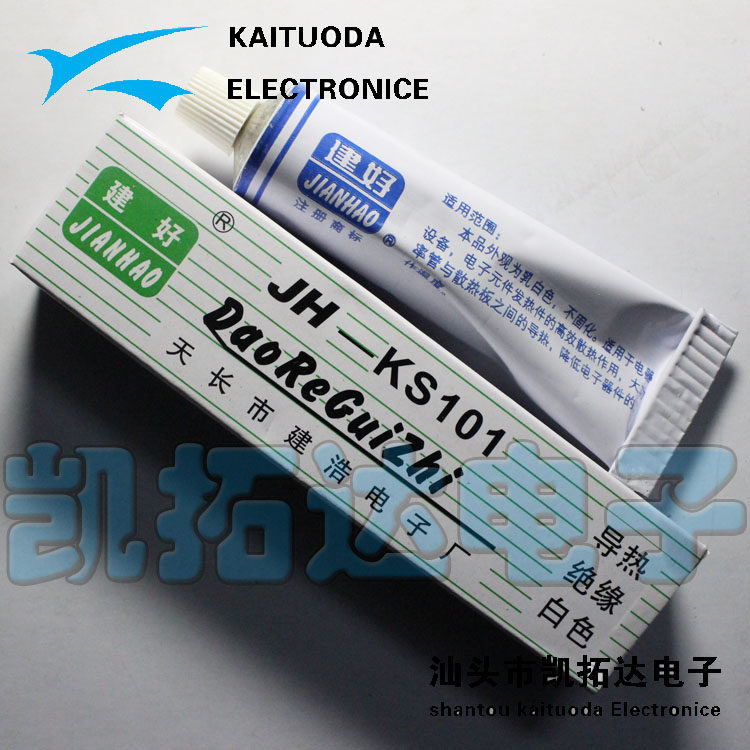 KAITUODA
ELECTRONICE
建好
JIANHAO
®
注册商标
适用范围:
本品外观为乳白色,不固化。适用于电器
设备,电子元件发热件的高效散热作用,大
率管与散热板之间的导热,降低电子器件的
作温度。
建好
JIANHAO
®
JH—KS101
DaoReGuiZhi
天长市建浩电子厂
导热
绝缘
白色
凯拓达电子
汕头市凯拓达电子
shantou kaituoda Electronice